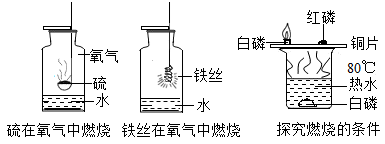 氧气
硫
水
硫在氧气中燃烧
铁丝
水
铁丝在氧气中燃烧
红磷
白磷
铜片
80℃
热水
白磷
探究燃烧的条件